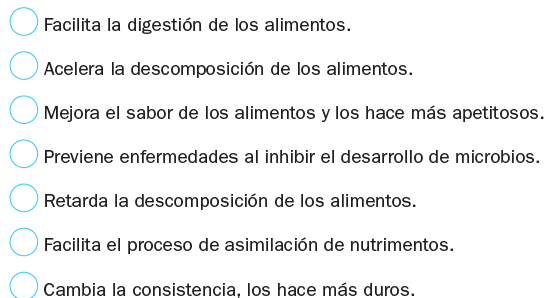 Facilita la digestión de los alimentos.
Acelera la descomposición de los alimentos.
Mejora el sabor de los alimentos y los hace más apetitosos.
Previene enfermedades al inhibir el desarrollo de microbios.
Retarda la descomposición de los alimentos.
Facilita el proceso de asimilación de nutrimentos.
Cambia la consistencia, los hace más duros.